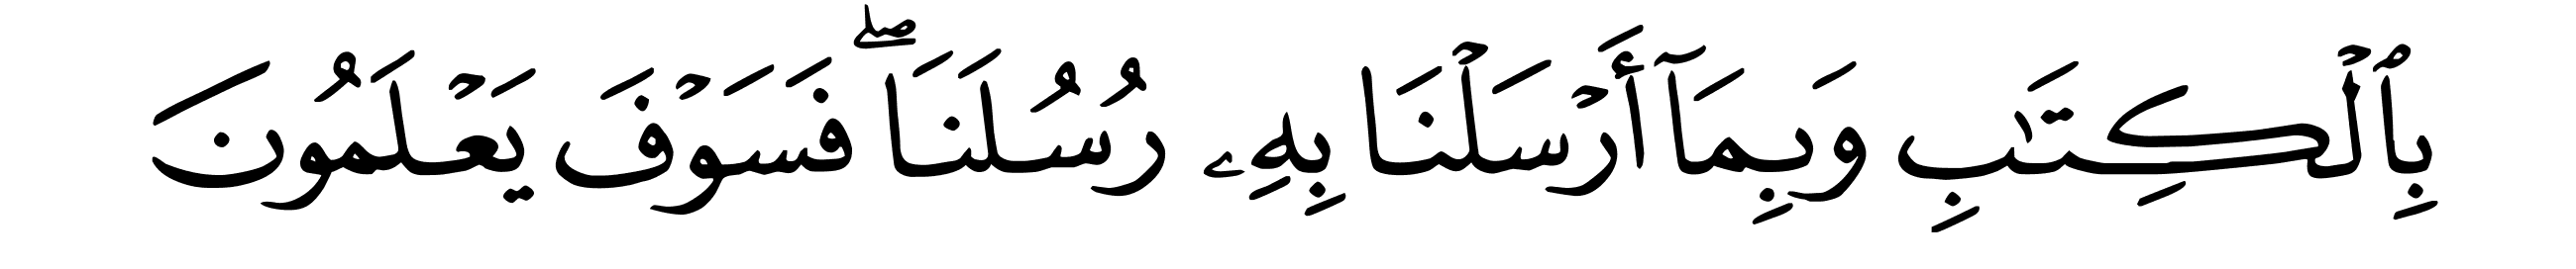 بِٱلْكِتَٰبِ وَبِمَآ أَرْسَلْنَا بِهِۦ رُسُلَنَا ۖ فَسَوْفَ يَعْلَمُونَ